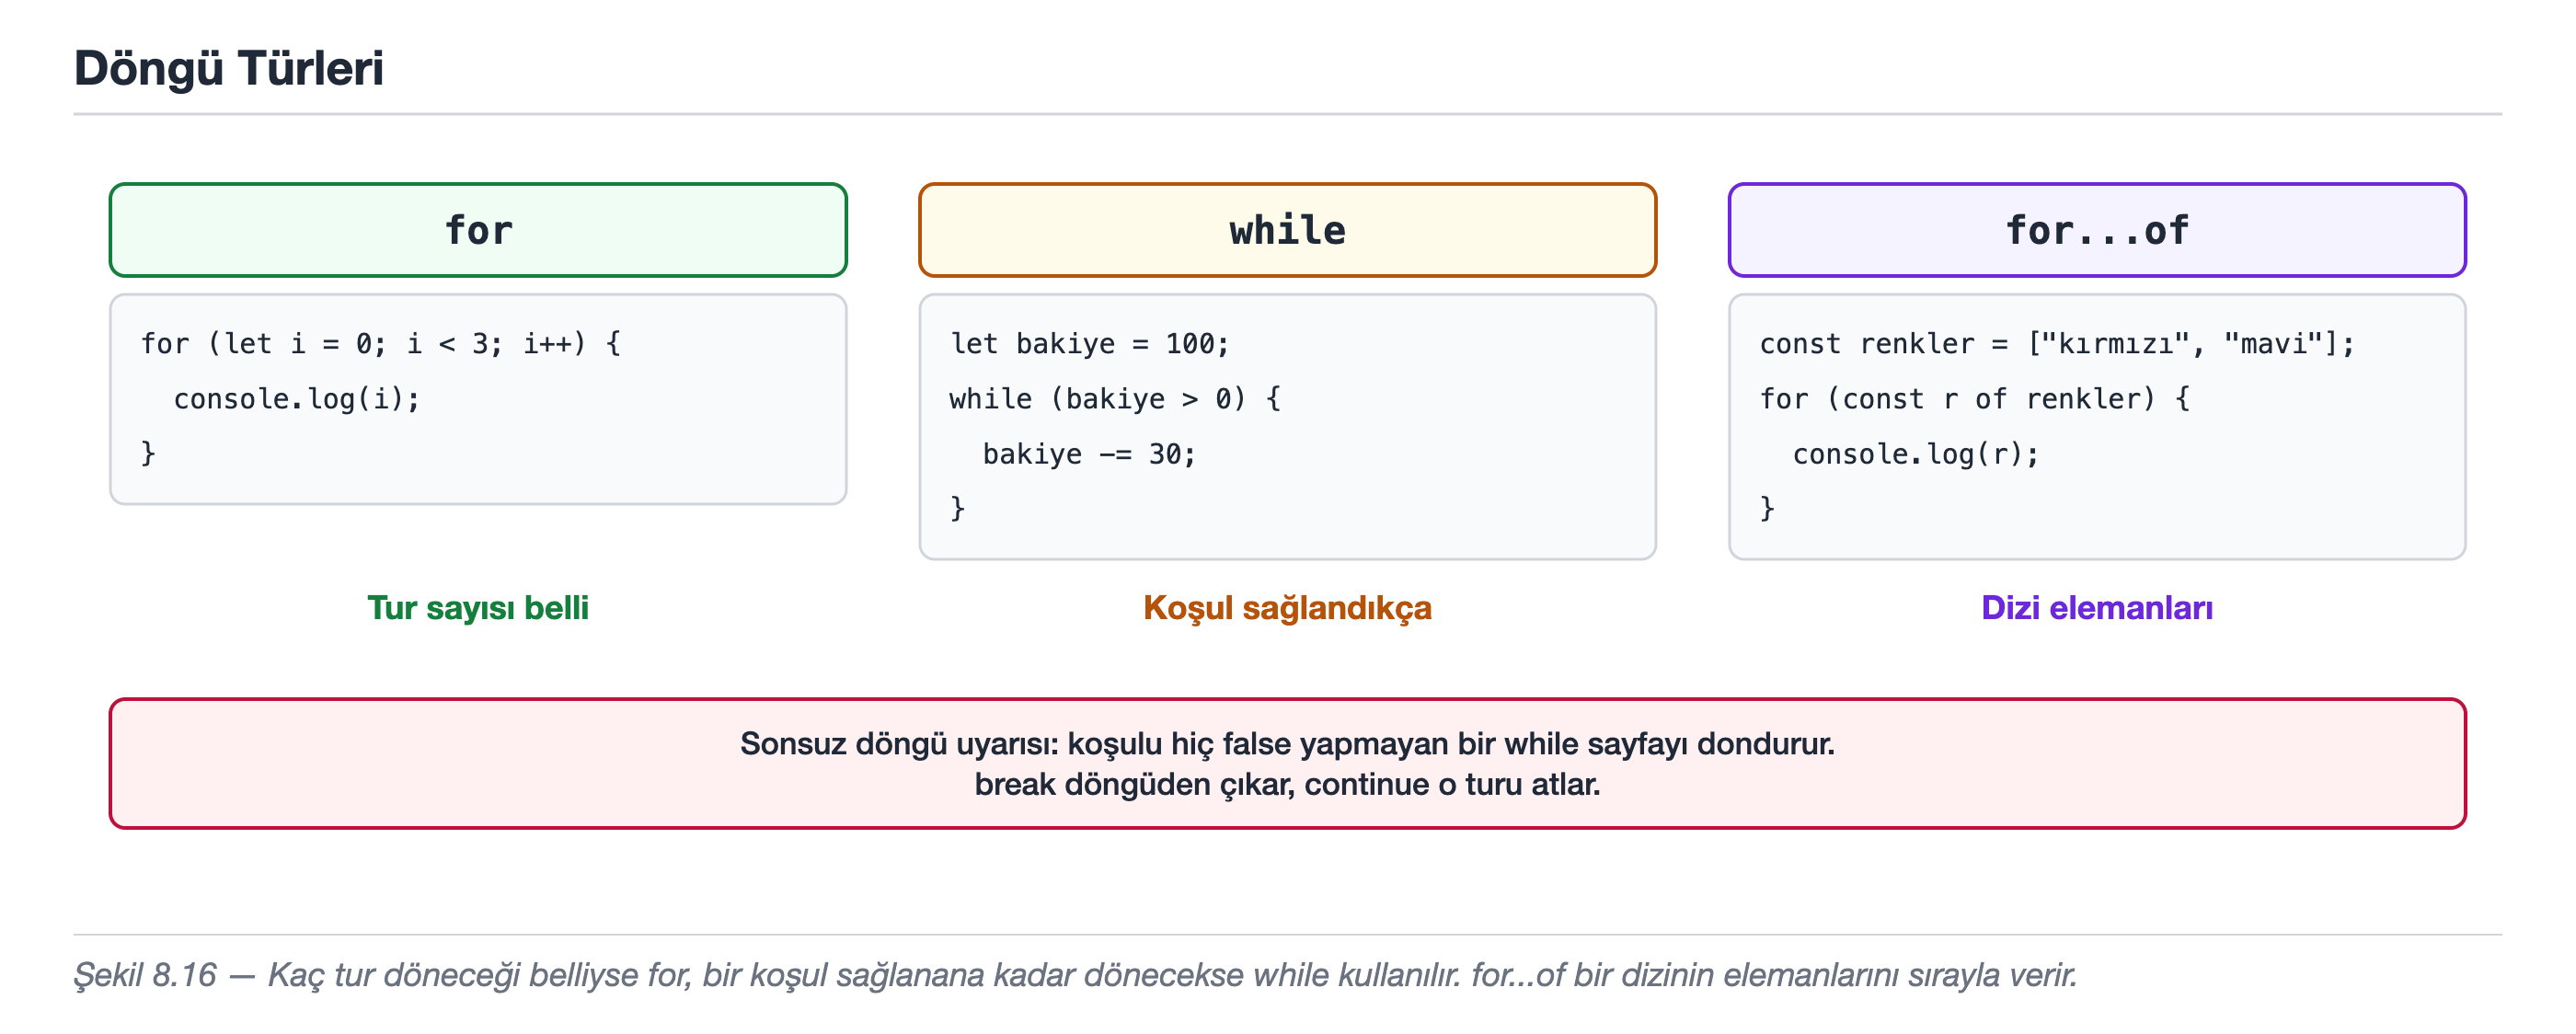 Döngü Türleri
for
for (let i = 0; i < 3; i++) {
  console.log(i);
}
Tur sayısı belli
while
let bakiye = 100;
while (bakiye > 0) {
  bakiye -= 30;
}
Koşul sağlandıkça
for...of
const renkler = ["kırmızı", "mavi"];
for (const r of renkler) {
  console.log(r);
}
Dizi elemanları
Sonsuz döngü uyarısı: koşulu hiç false yapmayan bir while sayfayı dondurur.
break döngüden çıkar, continue o turu atlar.
Şekil 8.16 — Kaç tur döneceği belliyse for, bir koşul sağlanana kadar dönecekse while kullanılır. for...of bir dizinin elemanlarını sırayla verir.